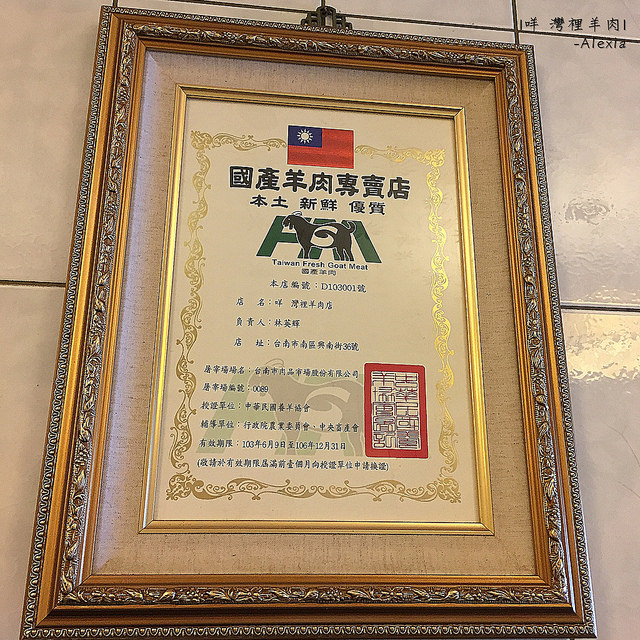 |咩 灣裡羊肉|
-Alexia
國產羊肉專賣店
本土 新鮮 優質
Taiwan Fresh Goat Meat
國產羊肉
本店編號：D103001號
店　名：咩 灣裡羊肉店
負責人：林英輝
店　址：台南市南區興南街36號
屠宰場場名：台南市肉品市場股份有限公司
屠宰場編號：0089
授證單位：中華民國養羊協會
輔導單位：行政院農業委員會、中央畜產會
有效期限：103年6月9日至106年12月31日
(敬請於有效期限屆滿前壹個月向授證單位申請換證)